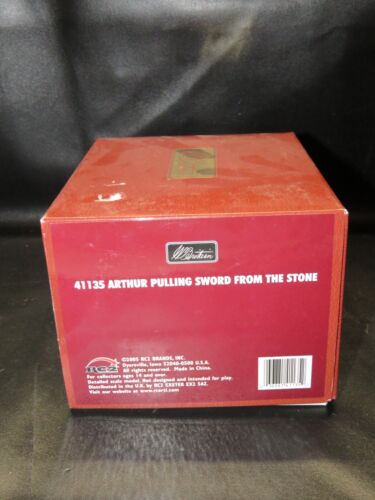 W Britain
41135 ARTHUR PULLING SWORD FROM THE STONE
RC2
©2005 RC2 BRANDS, INC.
Dyersville, Iowa 52040-0500 U.S.A.
All rights reserved. Made in China.
For collectors ages 14 and over.
Detailed scale model. Not designed and intended for play.
Distributed in the U.K. by RC2 EXETER EX2 5AZ.
Visit our website at www.rcertl.com